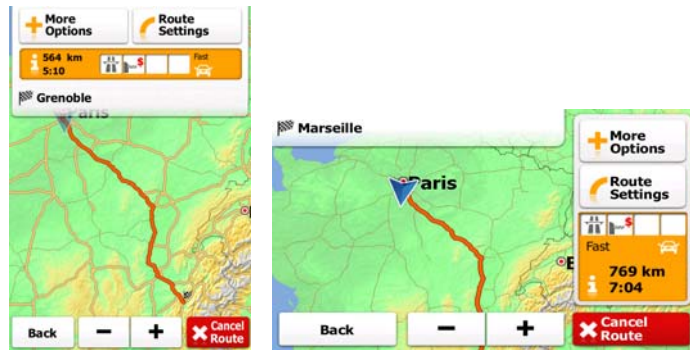 More
Options
Route
Settings
564 km
5:10
$
Fast
Grenoble
Paris
Back
−
+
Cancel
Route
Marseille
Paris
More
Options
Route
Settings
$
Fast
769 km
7:04
Back
−
+
Cancel
Route